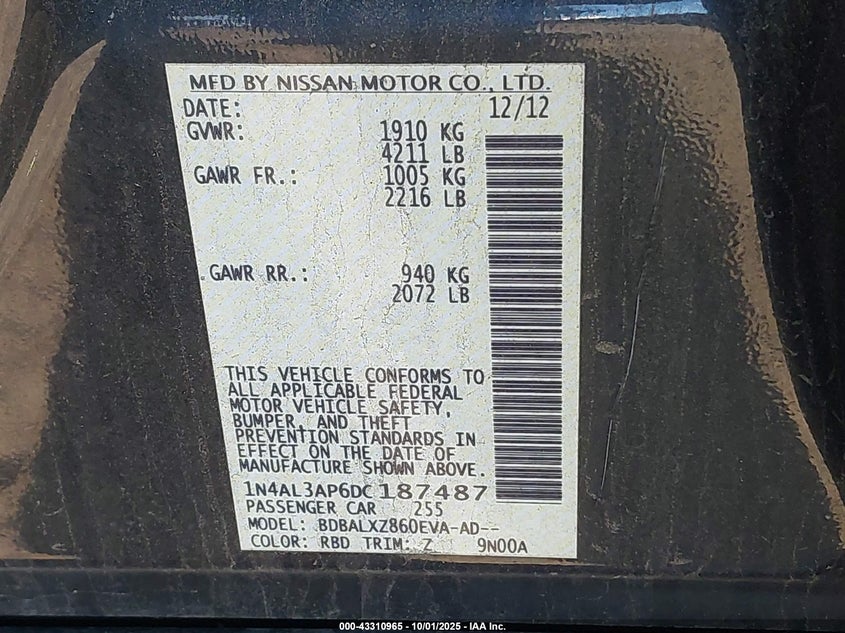 MFD BY NISSAN MOTOR CO., LTD.
DATE: 12/12
GVWR: 1910 KG
4211 LB
GAWR FR.: 1005 KG
2216 LB
GAWR RR.: 940 KG
2072 LB
THIS VEHICLE CONFORMS TO
ALL APPLICABLE FEDERAL
MOTOR VEHICLE SAFETY,
BUMPER, AND THEFT
PREVENTION STANDARDS IN
EFFECT ON THE DATE OF
MANUFACTURE SHOWN ABOVE.
1N4AL3AP6DC187487
PASSENGER CAR 255
MODEL: BDBALXZ860EVA-AD--
COLOR: RBD TRIM: Z 9N00A
000-43310965 - 10/01/2025 - IAA Inc.